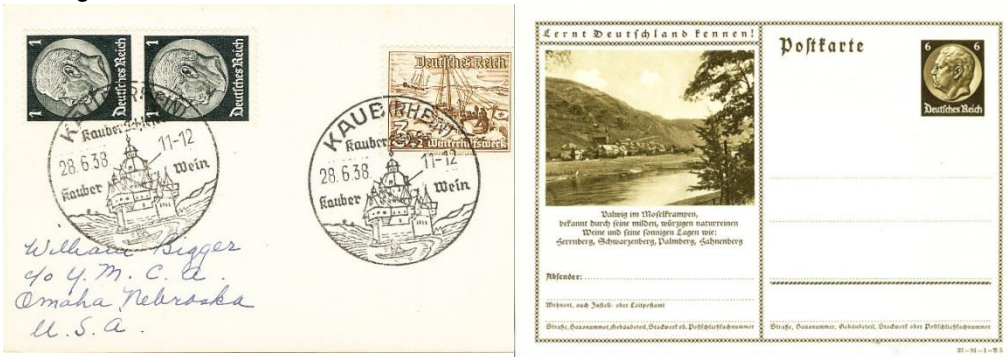 1 Deutsches Reich
1 Deutsches Reich
Deutsches Reich
Winterhilfswerk
KAUB (RHEIN)
Kauber
28.6.38 11-12
Kauber Wein
KAUB (RHEIN)
Kauber
28.6.38 11-12
Kauber Wein
William Bigger
c/o Y. M. C. A.
Omaha Nebraska
U. S. A.
Lernt Deutschland kennen!
Valwig im Moselkrampen,
bekannt durch seine milden, würzigen naturreinen
Weine und seine sonnigen Lagen wie:
Herrnberg, Schwarzenberg, Palmberg, Hahnenberg
Absender:
Wohnort, auch Zustell- oder Leitpostamt
Straße, Hausnummer, Gebäudeteil, Stockwerk od. Postschließfachnummer
Postkarte
6 6
Deutsches Reich
Straße, Hausnummer, Gebäudeteil, Stockwerk oder Postschließfachnummer